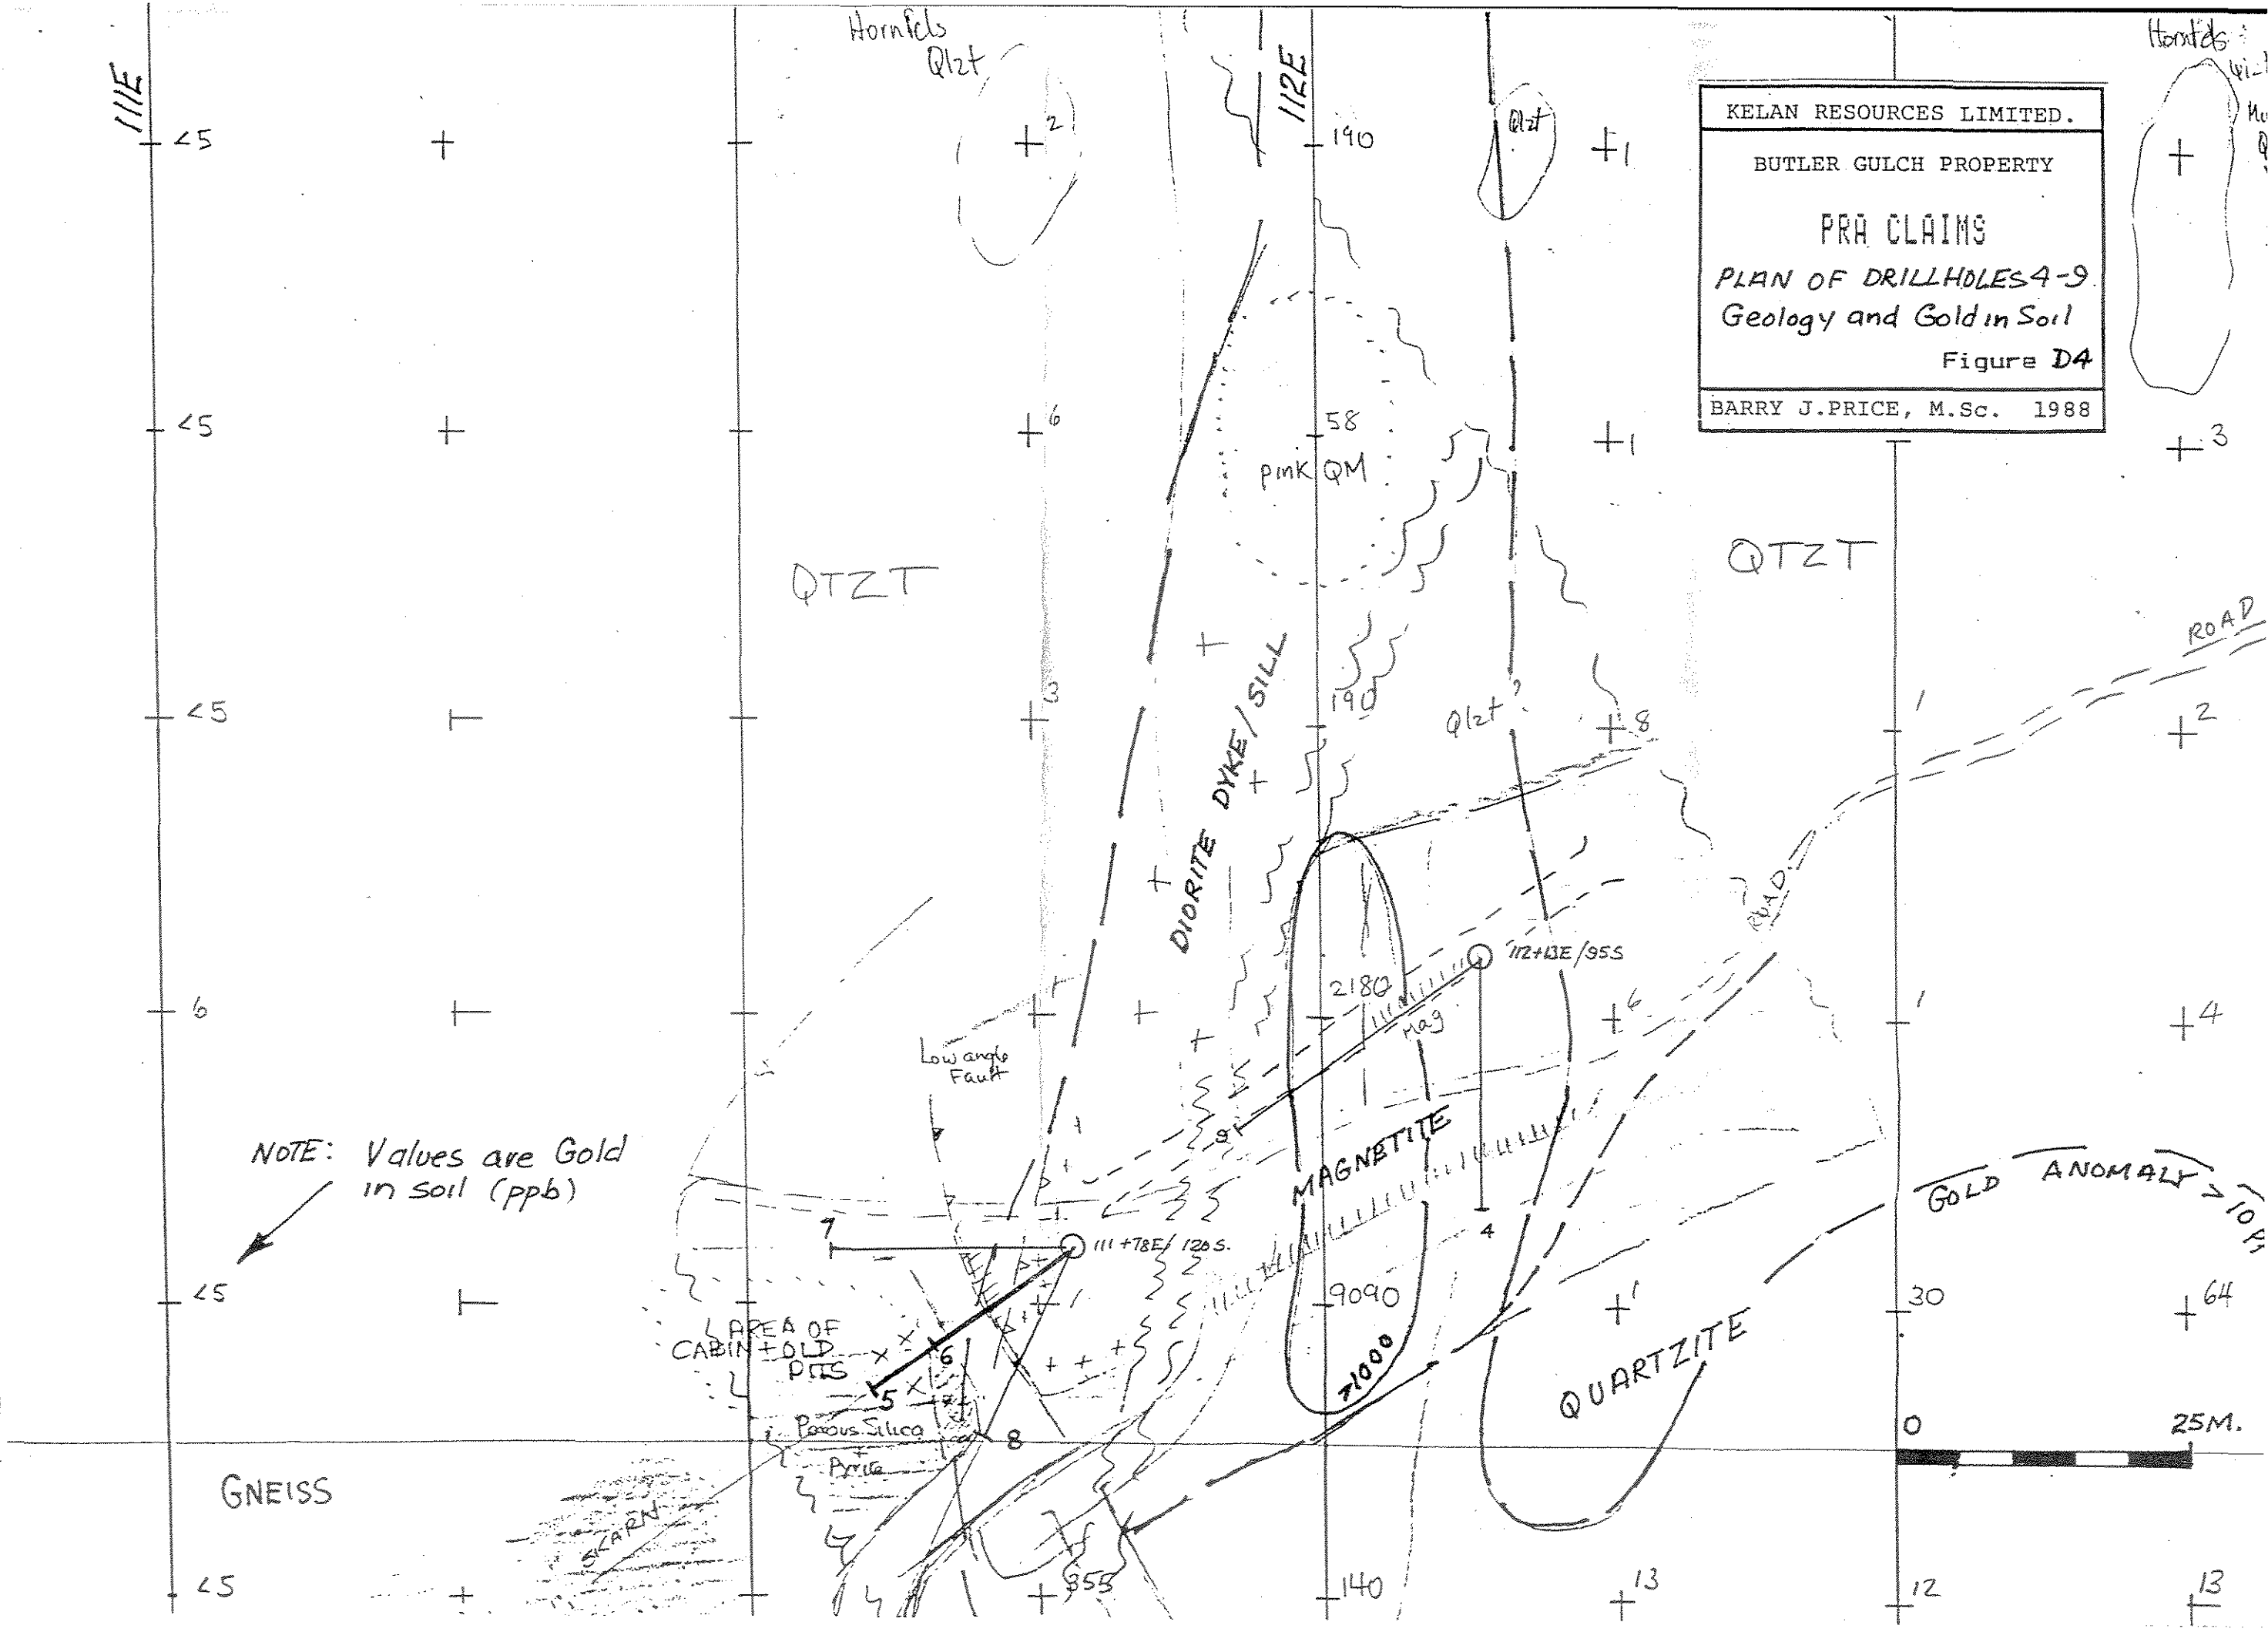 Hornfels
Qtzt
111E
112E
Hornfels
<5
2
190
Qtzt
1
KELAN RESOURCES LIMITED.
BUTLER GULCH PROPERTY
PRA CLAIMS
PLAN OF DRILLHOLES 4-9
Geology and Gold in Soil
Figure D4
BARRY J.PRICE, M.Sc. 1988
<5
6
58
1
3
pink QM
QTZT
QTZT
ROAD
<5
3
190
Qtzt ?
8
1
2
DIORITE DYKE/SILL
ROAD
112+13E/95S
6
2180
Mag
6
1
4
Low angle
Fault
NOTE: Values are Gold
in soil (ppb)
9
MAGNETITE
GOLD ANOMALY > 10
7
111+78E/120S.
4
<5
1
9090
1
30
64
AREA OF
CABIN + OLD
PITS
6
5
>1000
QUARTZITE
Porous Silica
+
8
0
25M.
GNEISS
SKARN
<5
355
140
13
12
13